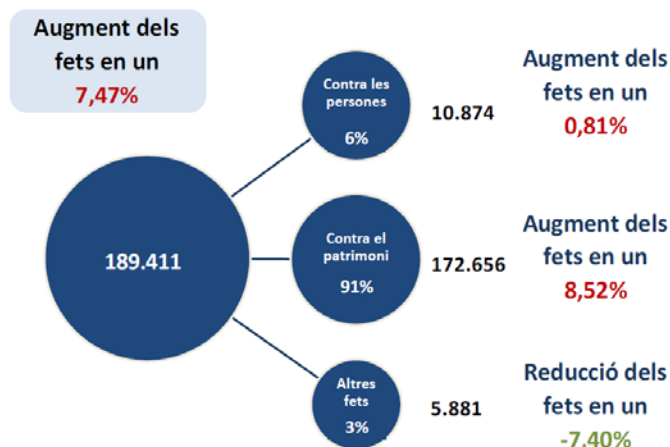 Augment dels
fets en un
7,47%
189.411
Contra les
persones
6%
10.874
Augment dels
fets en un
0,81%
Contra el
patrimoni
91%
172.656
Augment dels
fets en un
8,52%
Altres
fets
3%
5.881
Reducció dels
fets en un
-7,40%